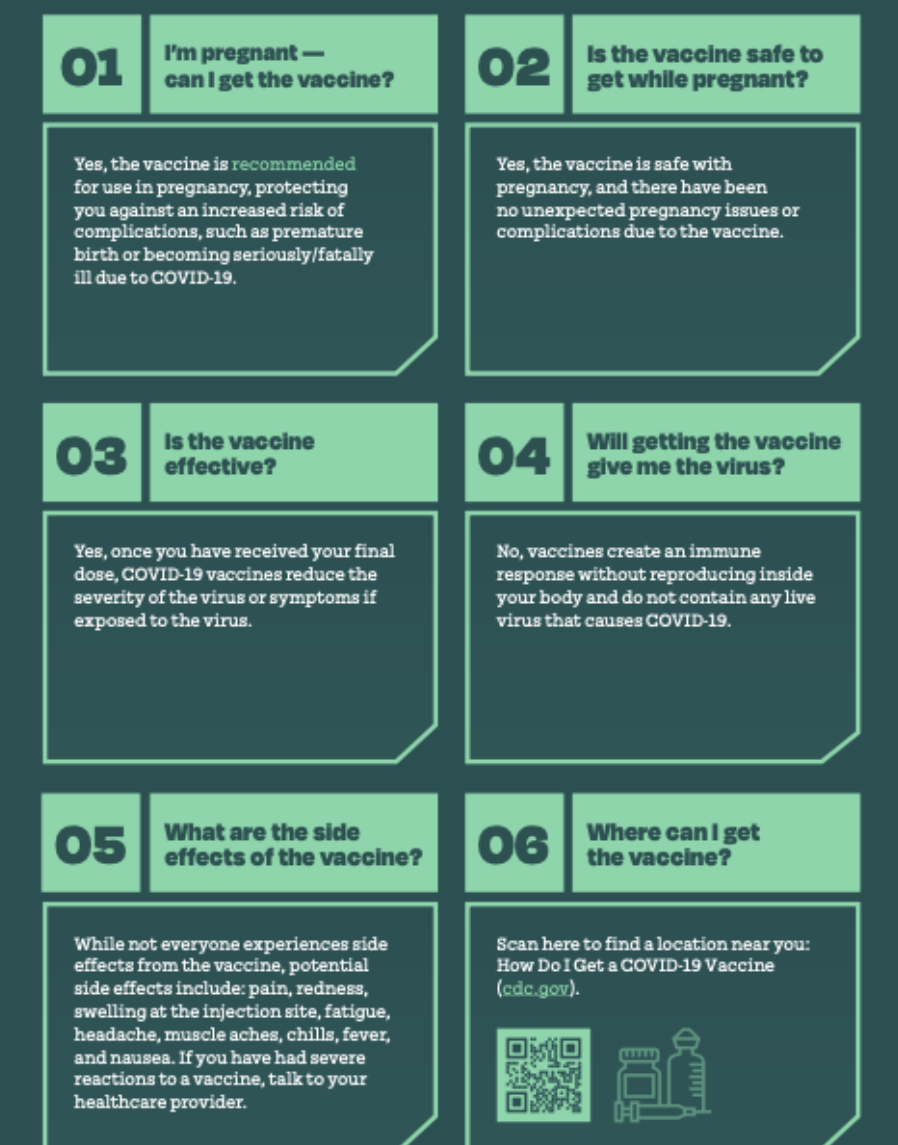 01
I'm pregnant —
can I get the vaccine?
Yes, the vaccine is recommended
for use in pregnancy, protecting
you against an increased risk of
complications, such as premature
birth or becoming seriously/fatally
ill due to COVID-19.
02
Is the vaccine safe to
get while pregnant?
Yes, the vaccine is safe with
pregnancy, and there have been
no unexpected pregnancy issues or
complications due to the vaccine.
03
Is the vaccine
effective?
Yes, once you have received your final
dose, COVID-19 vaccines reduce the
severity of the virus or symptoms if
exposed to the virus.
04
Will getting the vaccine
give me the virus?
No, vaccines create an immune
response without reproducing inside
your body and do not contain any live
virus that causes COVID-19.
05
What are the side
effects of the vaccine?
While not everyone experiences side
effects from the vaccine, potential
side effects include: pain, redness,
swelling at the injection site, fatigue,
headache, muscle aches, chills, fever,
and nausea. If you have had severe
reactions to a vaccine, talk to your
healthcare provider.
06
Where can I get
the vaccine?
Scan here to find a location near you:
How Do I Get a COVID-19 Vaccine
(cdc.gov).